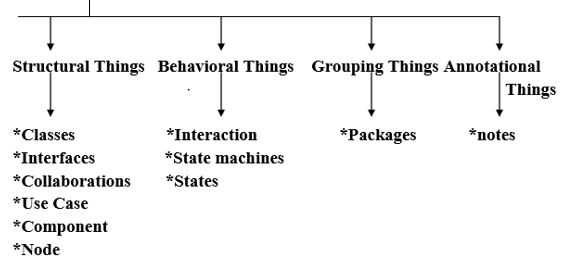 Structural Things Behavioral Things Grouping Things Annotational
Things
*Classes *Interaction *Packages *notes
*Interfaces *State machines
*Collaborations *States
*Use Case
*Component
*Node